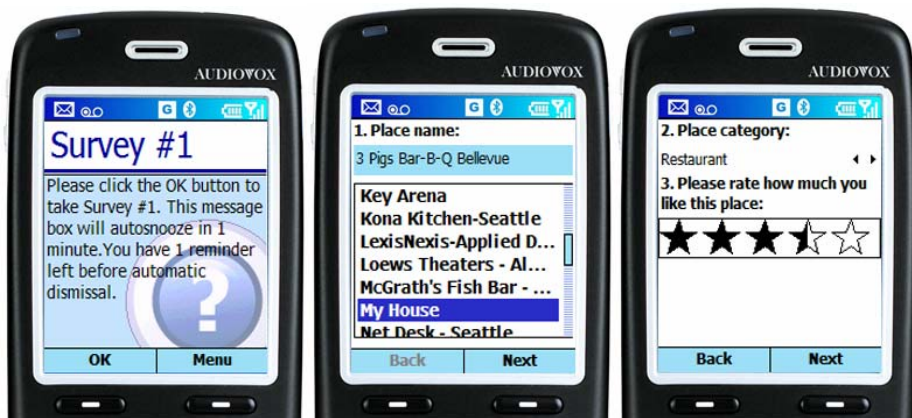 AUDIOVOX
G
Survey #1
Please click the OK button to
take Survey #1. This message
box will autosnooze in 1
minute.You have 1 reminder
left before automatic
dismissal.
?
OK Menu
AUDIOVOX
G
1. Place name:
3 Pigs Bar-B-Q Bellevue
Key Arena
Kona Kitchen-Seattle
LexisNexis-Applied D...
Loews Theaters - Al...
McGrath's Fish Bar - ...
My House
Net Desk - Seattle
Back Next
AUDIOVOX
G
2. Place category:
Restaurant
3. Please rate how much you
like this place:
Back Next